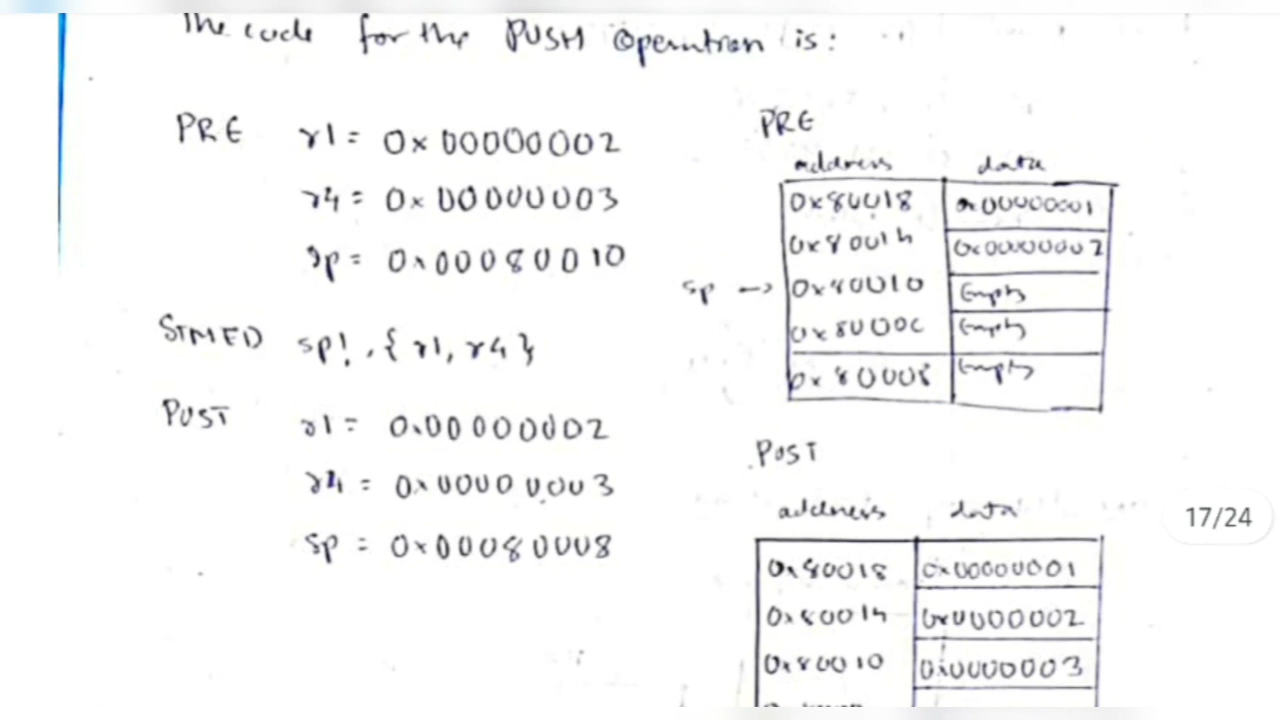 The code for the PUSH Operation is:
PRE r1 = 0x00000002
r4 = 0x00000003
sp = 0x00080010
STMED sp!, {r1, r4}
POST r1 = 0x00000002
r4 = 0x00000003
sp = 0x00080008
PRE
address data
0x80018 0x00000001
0x80014 0x00000002
sp → 0x80010 Empty
0x8000C Empty
0x80008 Empty
POST
address data
0x80018 0x00000001
0x80014 0x0000002
0x80010 0x0000003
17/24